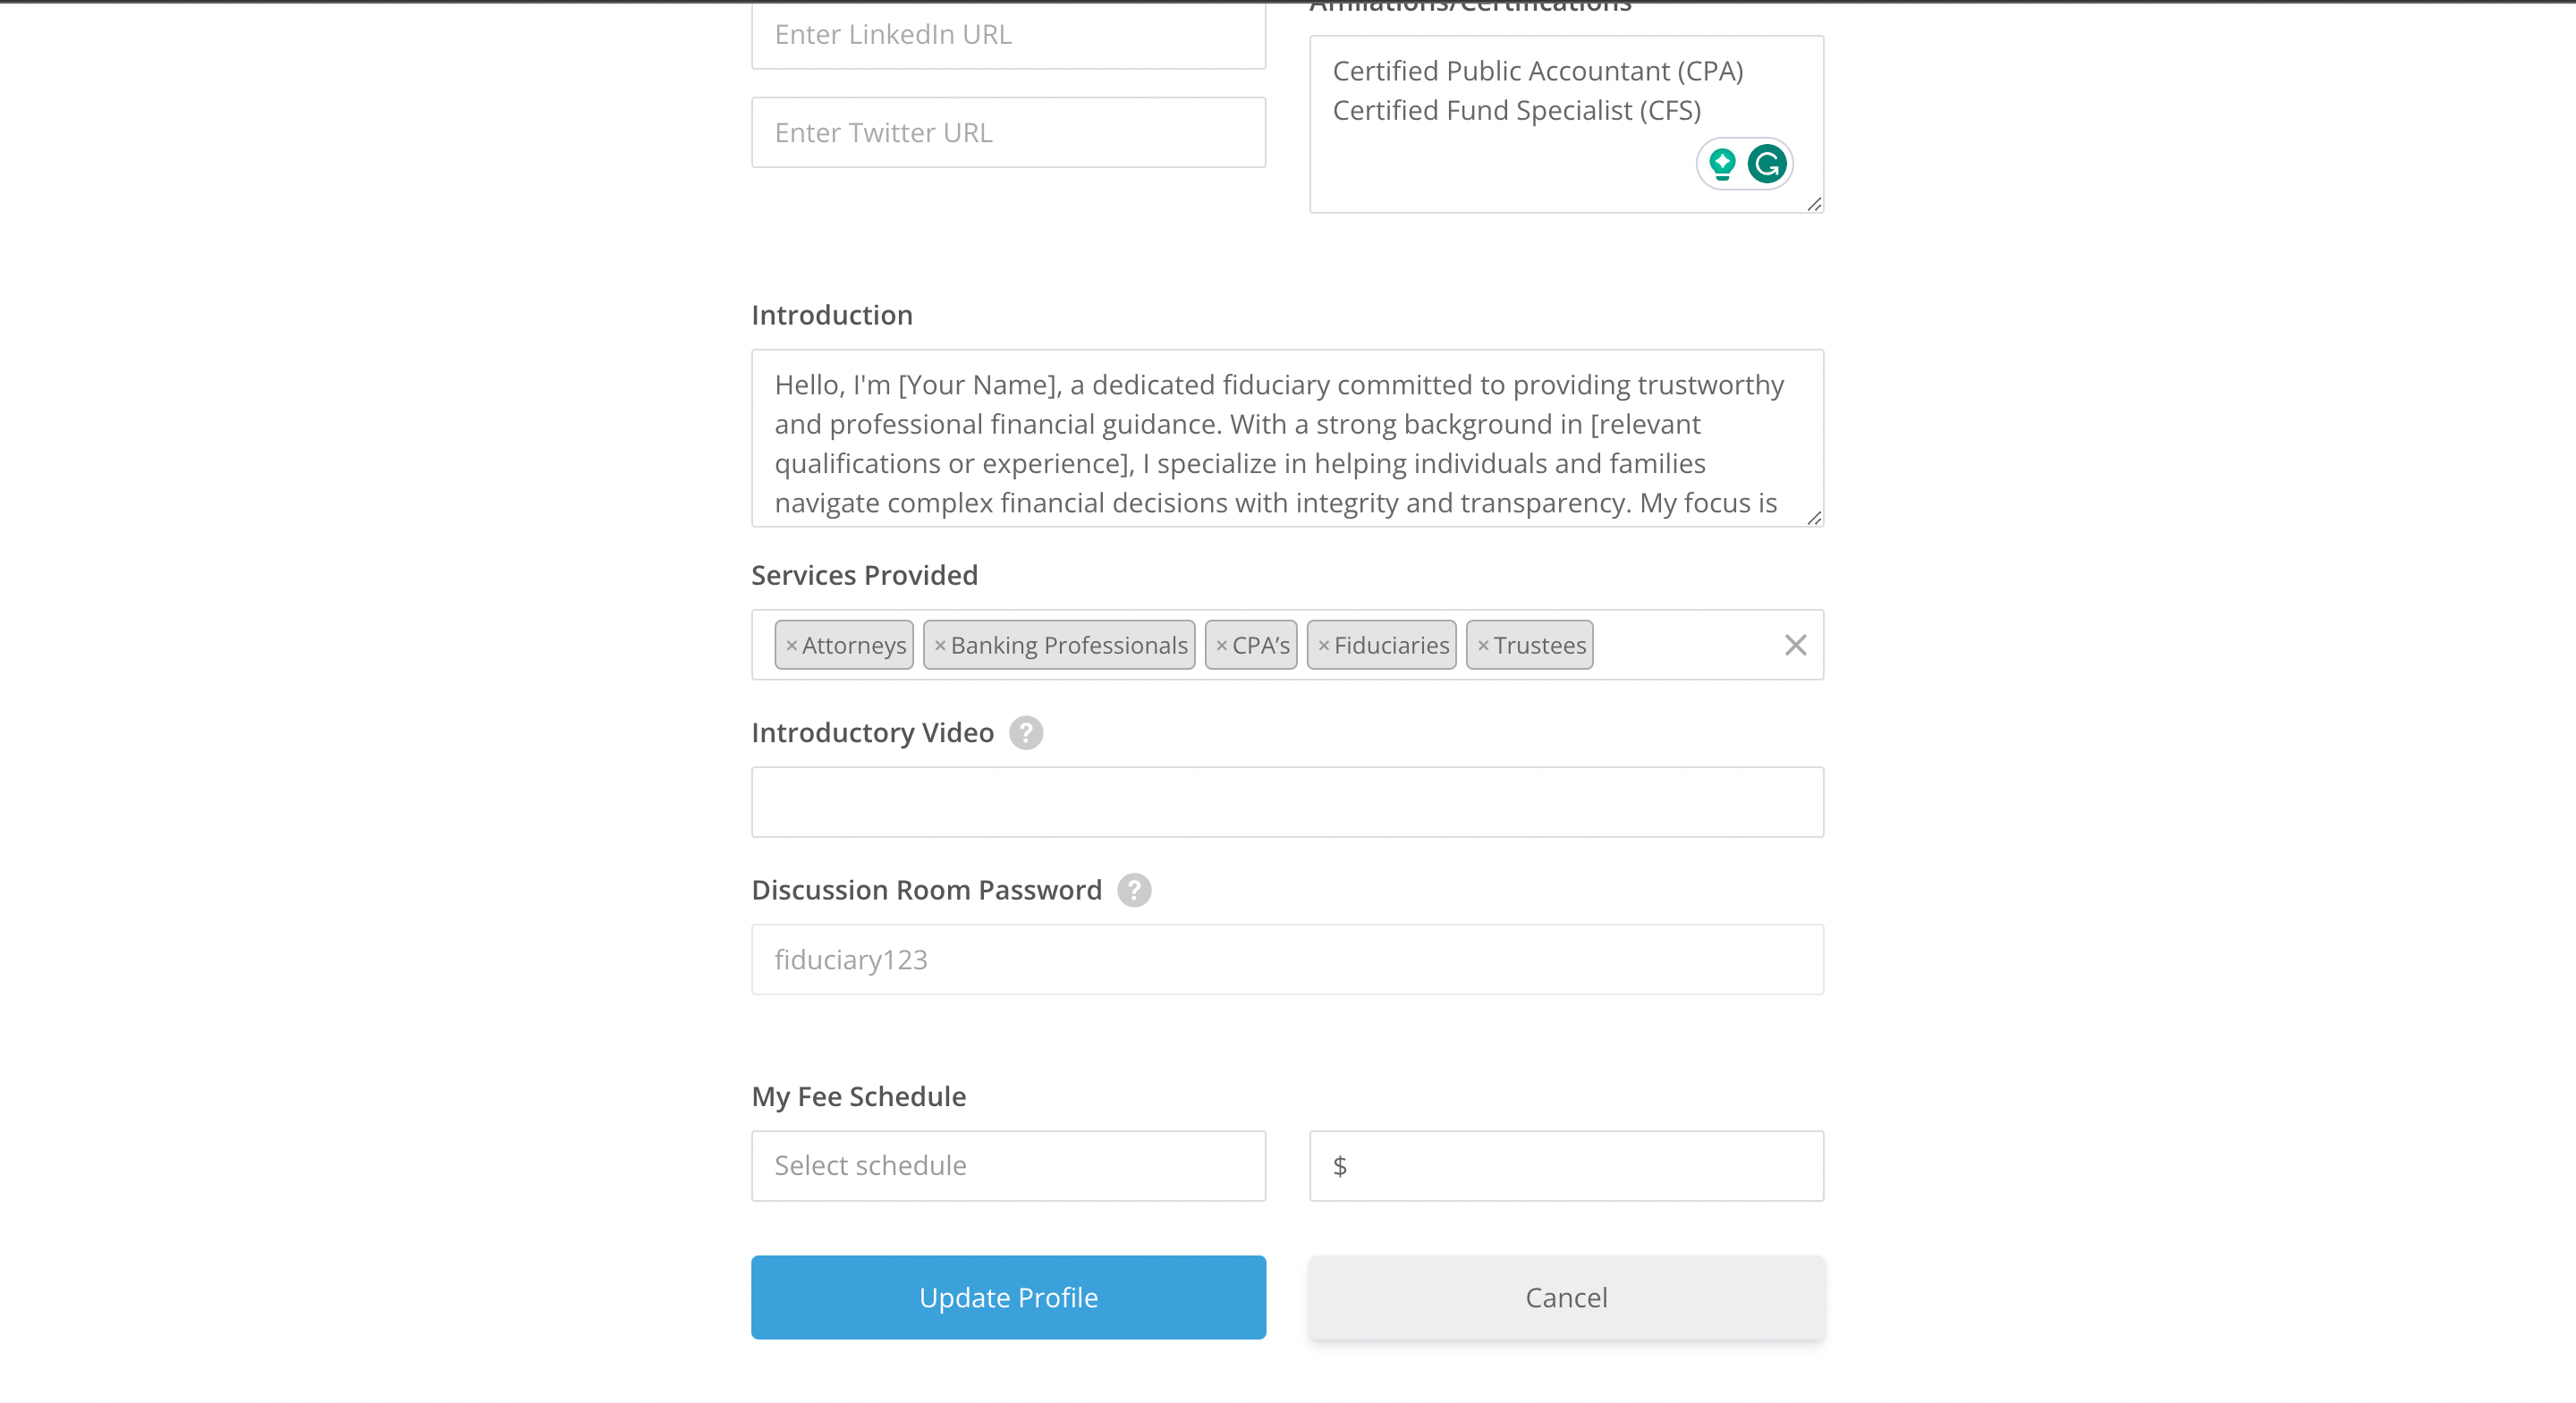 Enter LinkedIn URL
Enter Twitter URL
Affiliations/Certifications
Certified Public Accountant (CPA)
Certified Fund Specialist (CFS)
Introduction
Hello, I'm [Your Name], a dedicated fiduciary committed to providing trustworthy
and professional financial guidance. With a strong background in [relevant
qualifications or experience], I specialize in helping individuals and families
navigate complex financial decisions with integrity and transparency. My focus is
Services Provided
×Attorneys ×Banking Professionals ×CPA’s ×Fiduciaries ×Trustees ×
Introductory Video ?
Discussion Room Password ?
fiduciary123
My Fee Schedule
Select schedule
$
Update Profile
Cancel